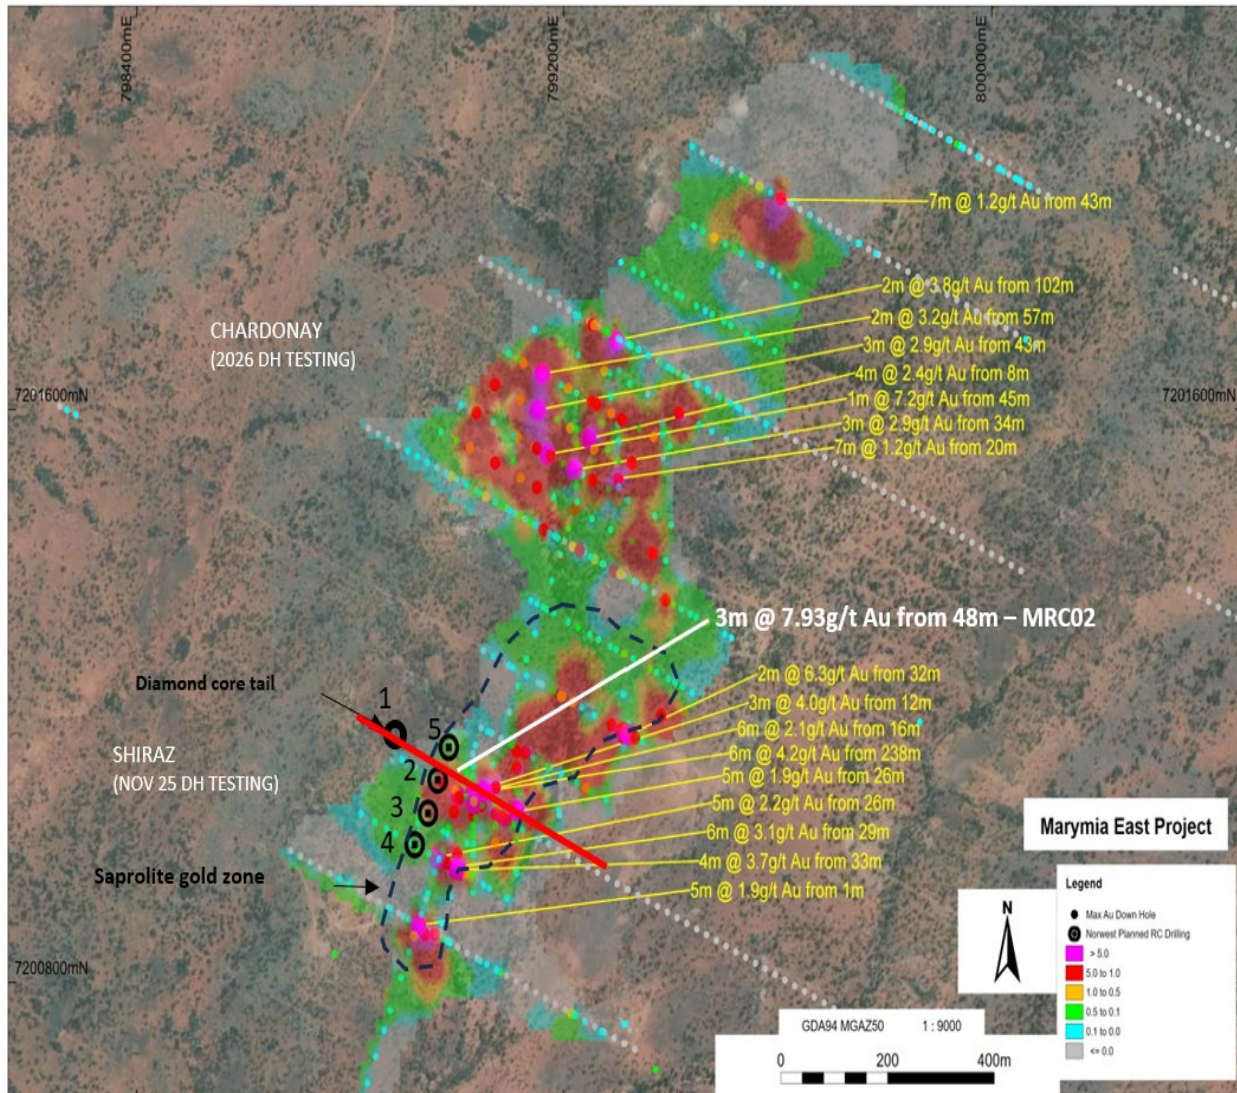 798400mE
799200mE
800000mE
7m @ 1.2g/t Au from 43m
2m @ 3.8g/t Au from 102m
2m @ 3.2g/t Au from 57m
3m @ 2.9g/t Au from 43m
4m @ 2.4g/t Au from 8m
1m @ 7.2g/t Au from 45m
3m @ 2.9g/t Au from 34m
7m @ 1.2g/t Au from 20m
CHARDONAY
(2026 DH TESTING)
7201600mN
7201600mN
3m @ 7.93g/t Au from 48m – MRC02
2m @ 6.3g/t Au from 32m
3m @ 4.0g/t Au from 12m
6m @ 2.1g/t Au from 16m
6m @ 4.2g/t Au from 238m
5m @ 1.9g/t Au from 26m
5m @ 2.2g/t Au from 26m
6m @ 3.1g/t Au from 29m
4m @ 3.7g/t Au from 33m
5m @ 1.9g/t Au from 1m
Diamond core tail
1
5
2
3
4
SHIRAZ
(NOV 25 DH TESTING)
Saprolite gold zone
7200800mN
Marymia East Project
N
Legend
Max Au Down Hole
Norwest Planned RC Drilling
> 5.0
5.0 to 1.0
1.0 to 0.5
0.5 to 0.1
0.1 to 0.0
<= 0.0
GDA94 MGAZ50 1 : 9000
0 200 400m